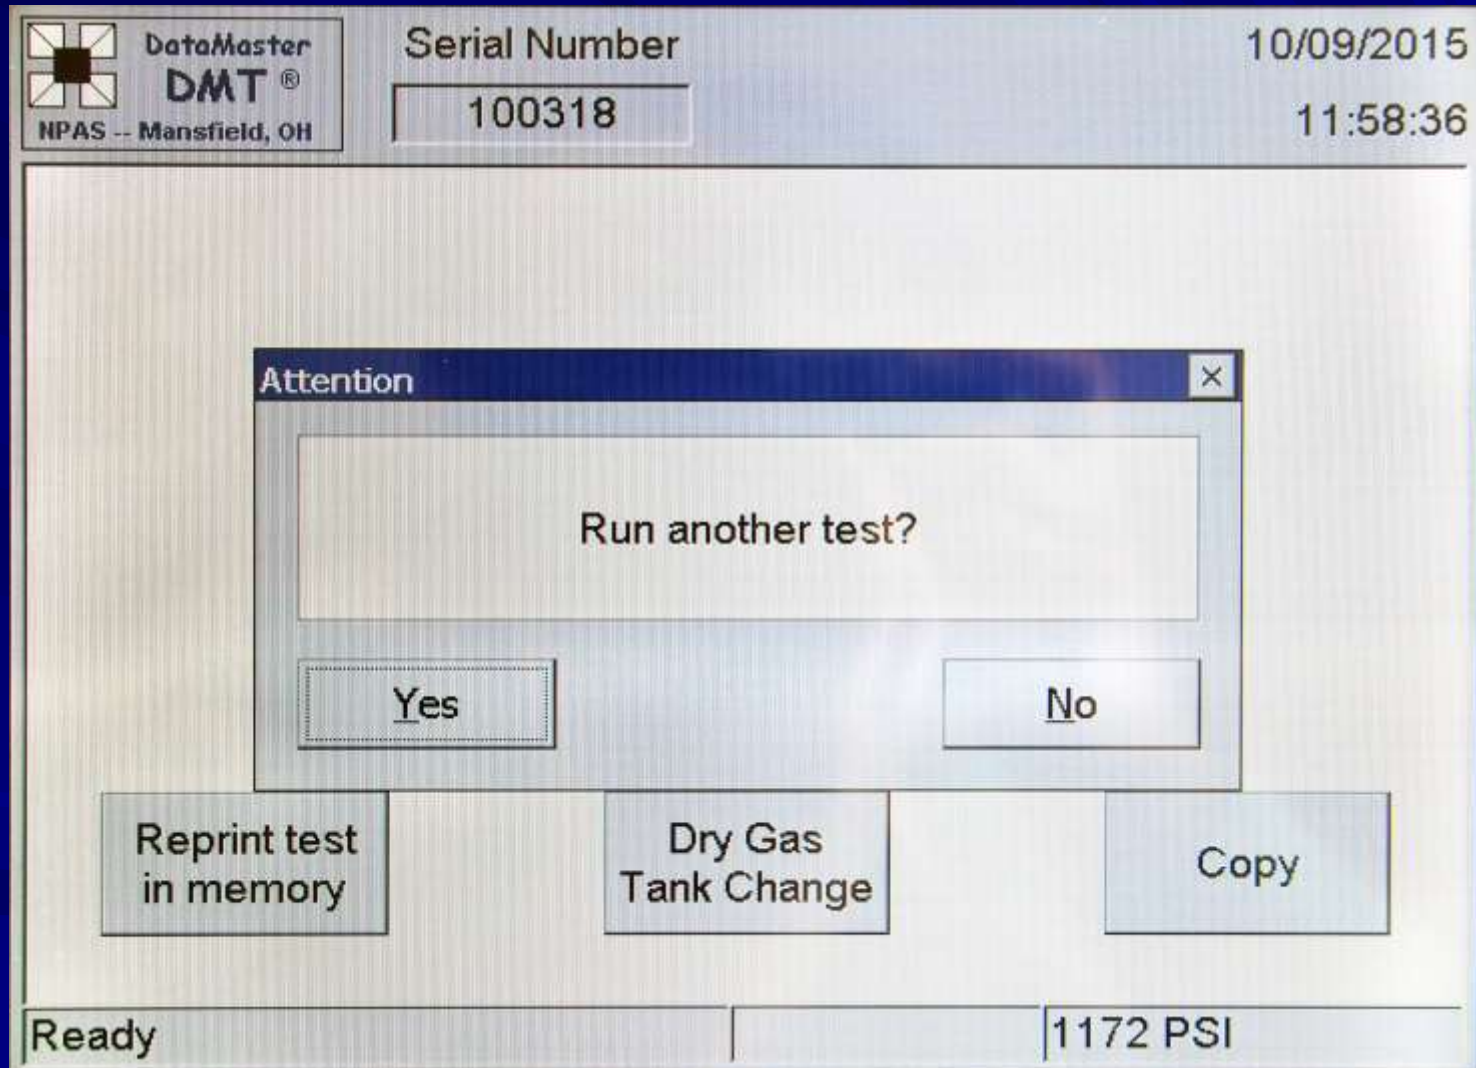 DataMaster
DMT ®
NPAS -- Mansfield, OH
Serial Number
100318
10/09/2015
11:58:36
Attention
Run another test?
Yes
No
Reprint test
in memory
Dry Gas
Tank Change
Copy
Ready
1172 PSI